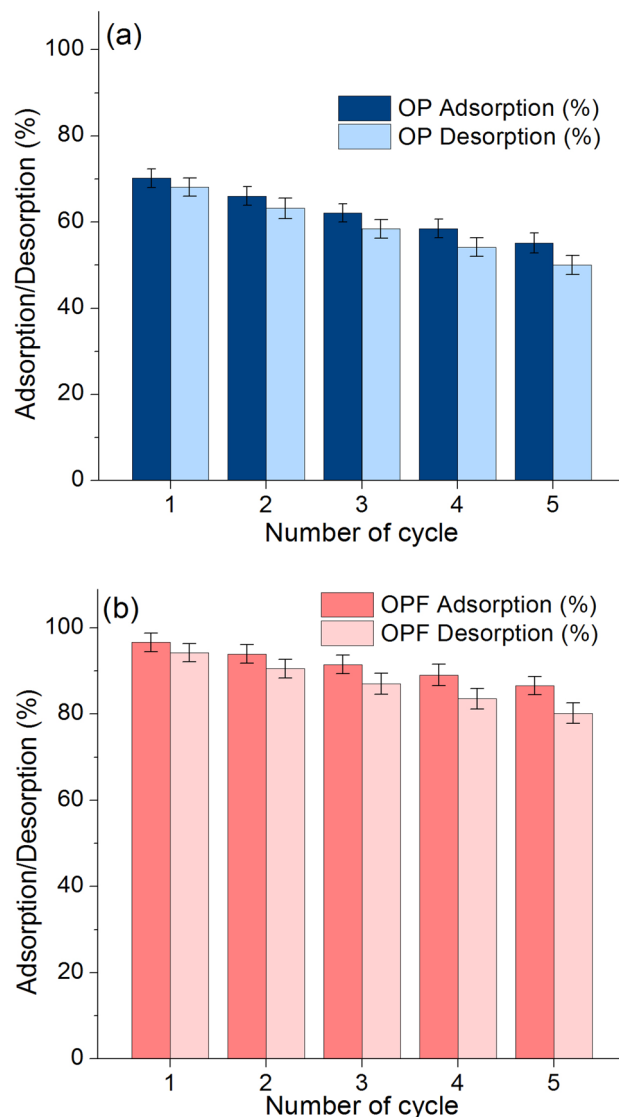 (a)
100
80
60
40
20
0
OP Adsorption (%)
OP Desorption (%)
Adsorption/Desorption (%)
1 2 3 4 5
Number of cycle
(b)
100
80
60
40
20
0
OPF Adsorption (%)
OPF Desorption (%)
Adsorption/Desorption (%)
1 2 3 4 5
Number of cycle